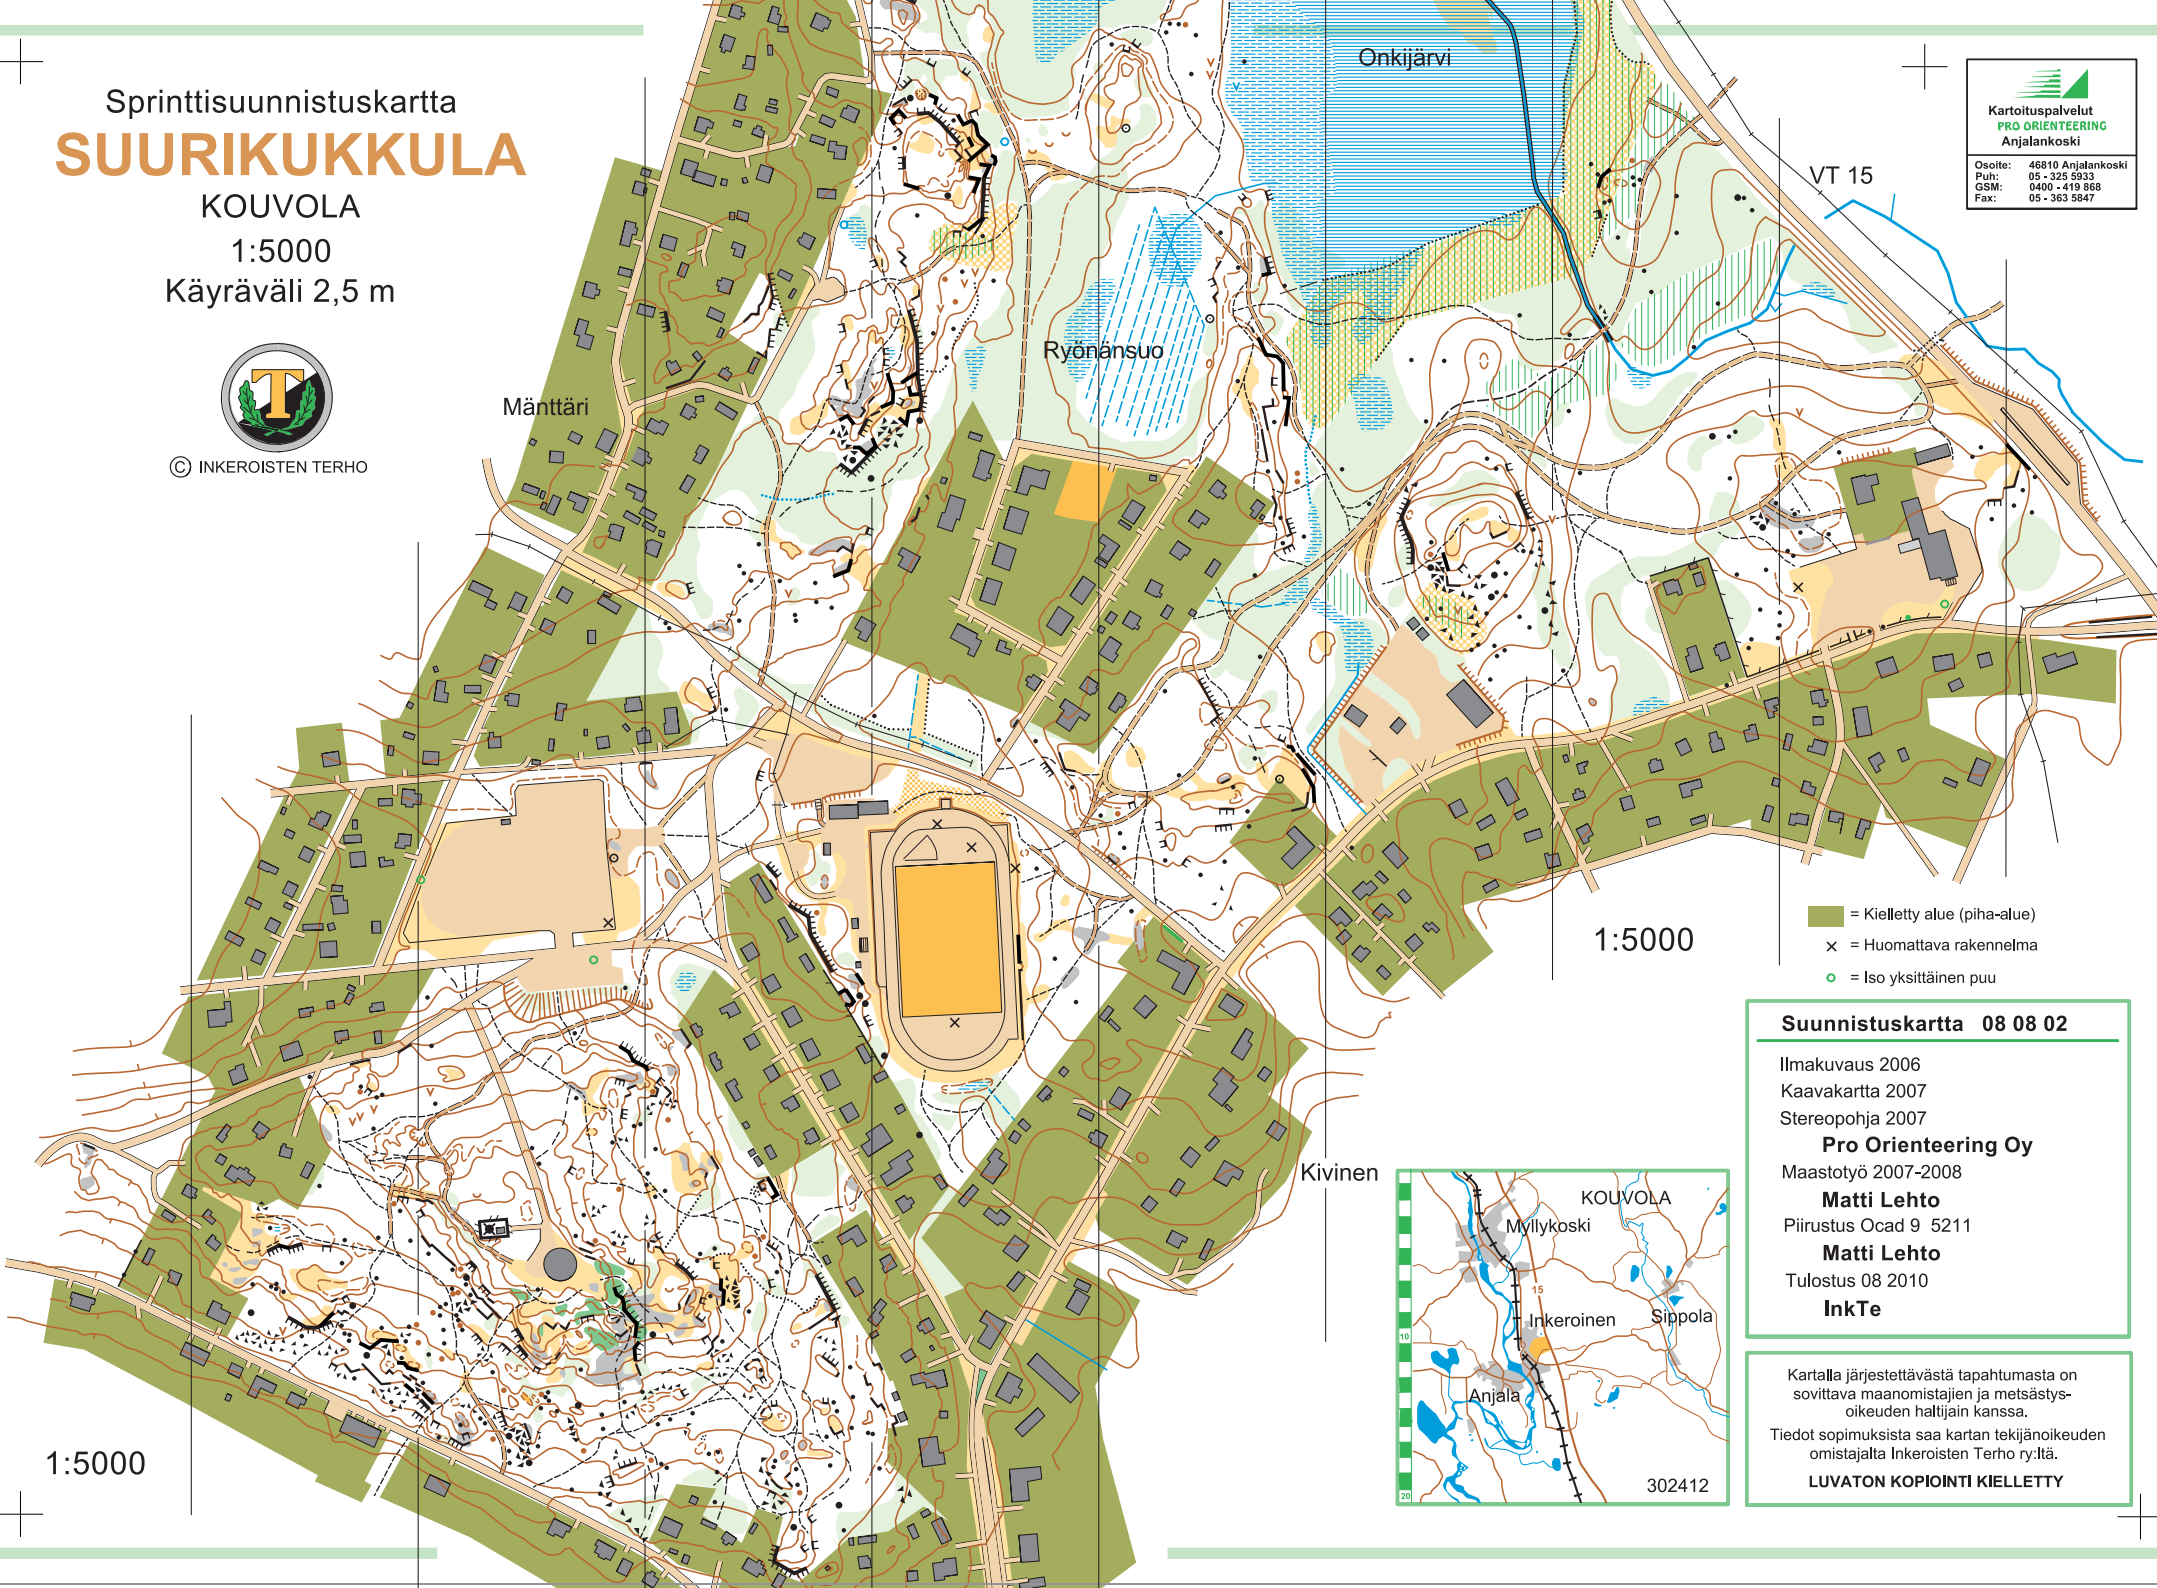 Sprinttisuunnistuskartta
SUURIKUKKULA
KOUVOLA
1:5000
Käyräväli 2,5 m
T
© INKEROISTEN TERHO
Mänttäri
Onkijärvi
Ryönänsuo
VT 15
Kartoituspalvelut
PRO ORIENTEERING
Anjalankoski
Osoite: 46810 Anjalankoski
Puh: 05 - 325 5933
GSM: 0400 - 419 868
Fax: 05 - 363 5847
1:5000
= Kielletty alue (piha-alue)
= Huomattava rakennelma
= Iso yksittäinen puu
Suunnistuskartta 08 08 02
Ilmakuvaus 2006
Kaavakartta 2007
Stereopohja 2007
Pro Orienteering Oy
Maastotyö 2007-2008
Matti Lehto
Piirustus Ocad 9 5211
Matti Lehto
Tulostus 08 2010
InkTe
Kivinen
KOUVOLA
Myllykoski
15
Inkeroinen
Sippola
Anjala
10
20
302412
Kartalla järjestettävästä tapahtumasta on
sovittava maanomistajien ja metsästys-
oikeuden haltijain kanssa.
Tiedot sopimuksista saa kartan tekijänoikeuden
omistajalta Inkeroisten Terho ry:ltä.
LUVATON KOPIOINTI KIELLETTY
1:5000